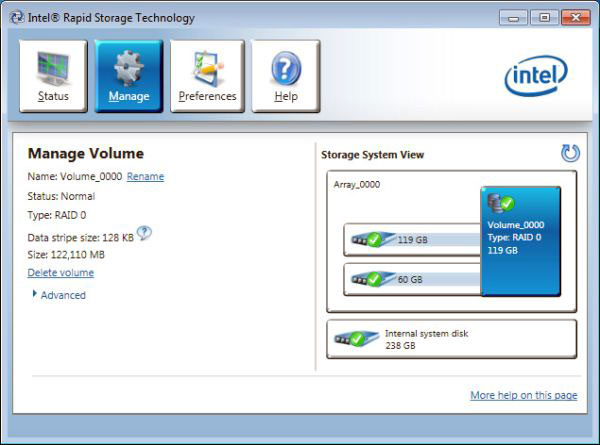 Intel® Rapid Storage Technology
Status
Manage
Preferences
Help
intel
Manage Volume
Name: Volume_0000 Rename
Status: Normal
Type: RAID 0
Data stripe size: 128 KB ?
Size: 122,110 MB
Delete volume
Advanced
Storage System View
Array_0000
119 GB
60 GB
Volume_0000
Type: RAID 0
119 GB
Internal system disk
238 GB
More help on this page